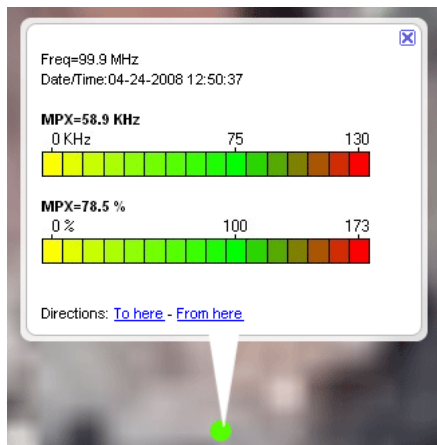 Freq=99.9 MHz
Date/Time:04-24-2008 12:50:37
MPX=58.9 KHz
0 KHz 75 130
MPX=78.5 %
0 % 100 173
Directions: To here - From here